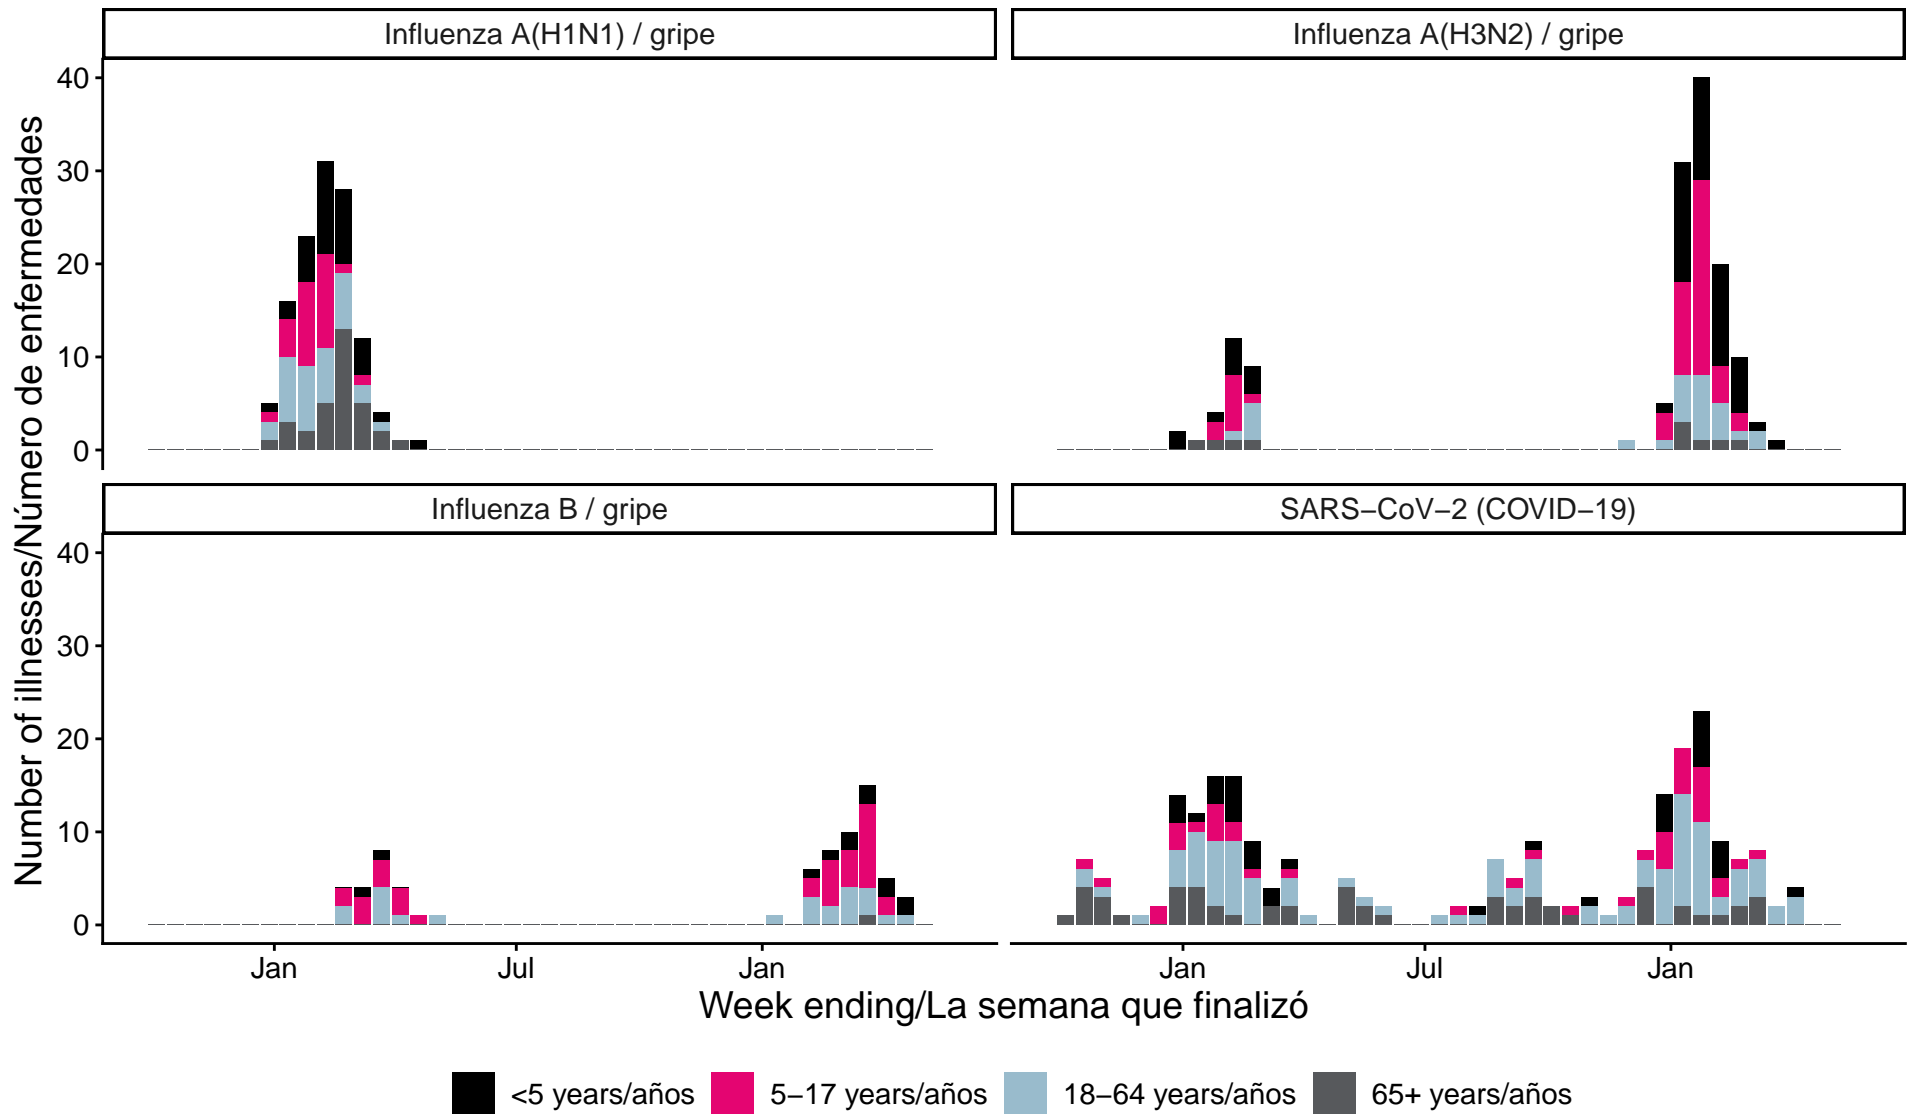 Influenza A(H1N1) / gripe
Influenza A(H3N2) / gripe
40
30
20
10
0
Influenza B / gripe
SARS−CoV−2 (COVID−19)
40
30
20
10
0
Number of illnesses/Número de enfermedades
Jan Jul Jan
Jan Jul Jan
Week ending/La semana que finalizó
<5 years/años 5−17 years/años 18−64 years/años 65+ years/años